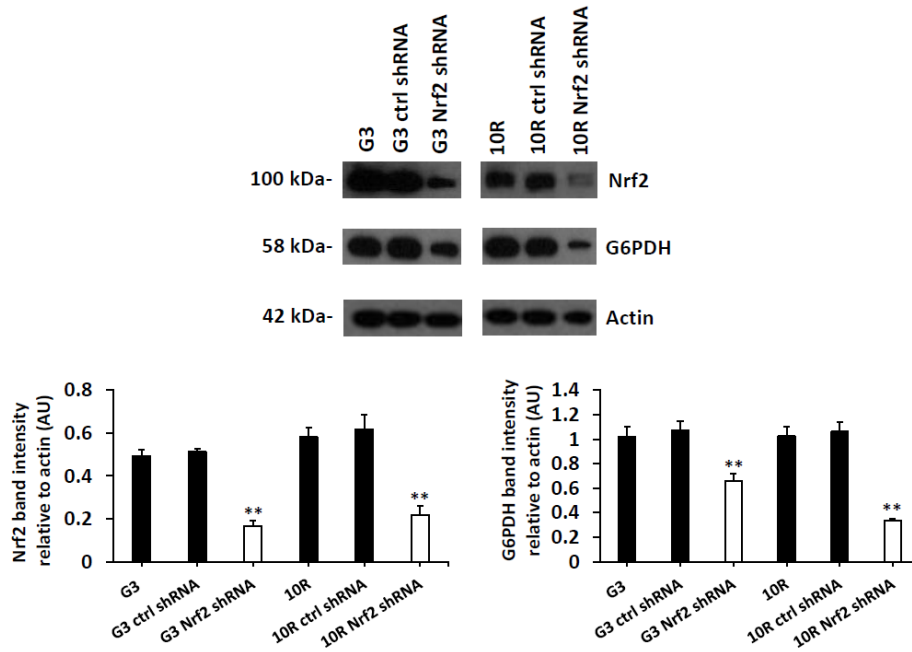 G3
G3 ctrl shRNA
G3 Nrf2 shRNA
10R
10R ctrl shRNA
10R Nrf2 shRNA
100 kDa-
Nrf2
58 kDa-
G6PDH
42 kDa-
Actin
Nrf2 band intensity
relative to actin (AU)
0.8
0.6
0.4
0.2
0
**
**
G3
G3 ctrl shRNA
G3 Nrf2 shRNA
10R
10R ctrl shRNA
10R Nrf2 shRNA
G6PDH band intensity
relative to actin (AU)
1.4
1.2
1
0.8
0.6
0.4
0.2
0
**
**
G3
G3 ctrl shRNA
G3 Nrf2 shRNA
10R
10R ctrl shRNA
10R Nrf2 shRNA